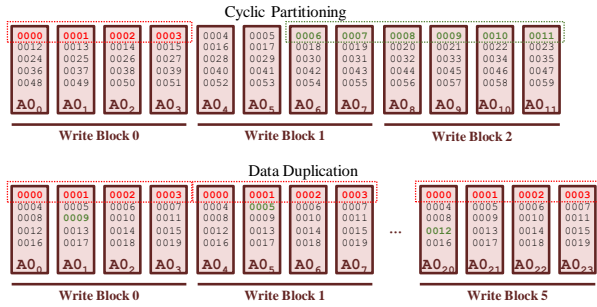 Cyclic Partitioning
0000 0001 0002 0003 0004 0005 0006 0007 0008 0009 0010 0011
0012 0013 0014 0015 0016 0017 0018 0019 0020 0021 0022 0023
0024 0025 0026 0027 0028 0029 0030 0031 0032 0033 0034 0035
0036 0037 0038 0039 0040 0041 0042 0043 0044 0045 0046 0047
0048 0049 0050 0051 0052 0053 0054 0055 0056 0057 0058 0059
A0₀ A0₁ A0₂ A0₃ A0₄ A0₅ A0₆ A0₇ A0₈ A0₉ A0₁₀ A0₁₁
Write Block 0 Write Block 1 Write Block 2
Data Duplication
0000 0001 0002 0003 0000 0001 0002 0003 0000 0001 0002 0003
0004 0005 0006 0007 0004 0005 0006 0007 0004 0005 0006 0007
0008 0009 0010 0011 0008 0009 0010 0011 0008 0009 0010 0011
0012 0013 0014 0015 0012 0013 0014 0015 ... 0012 0013 0014 0015
0016 0017 0018 0019 0016 0017 0018 0019 0016 0017 0018 0019
A0₀ A0₁ A0₂ A0₃ A0₄ A0₅ A0₆ A0₇ A0₂₀ A0₂₁ A0₂₂ A0₂₃
Write Block 0 Write Block 1 Write Block 5